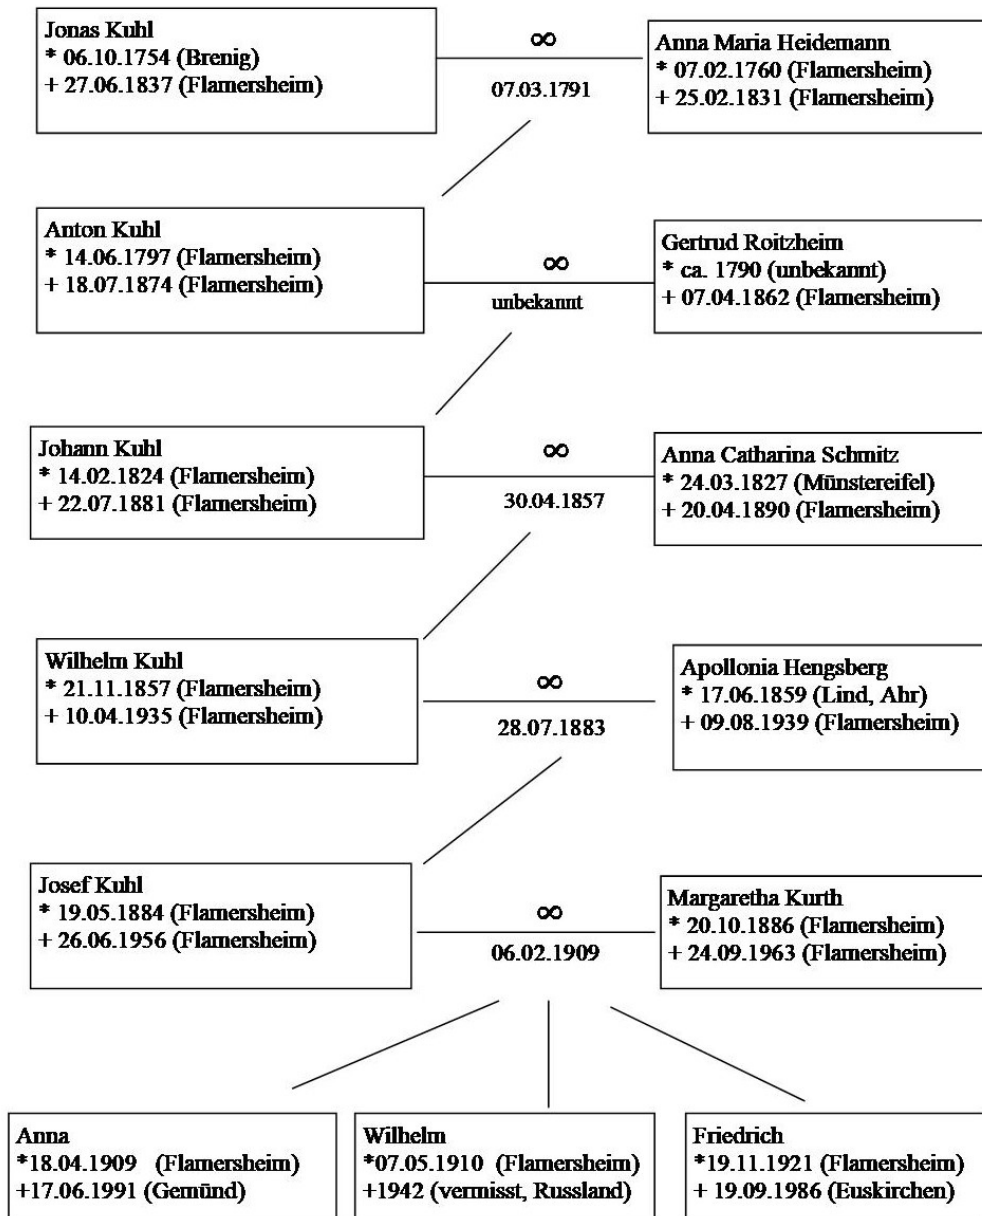 Jonas Kuhl
* 06.10.1754 (Brenig)
+ 27.06.1837 (Flamersheim)
∞
07.03.1791
Anna Maria Heidemann
* 07.02.1760 (Flamersheim)
+ 25.02.1831 (Flamersheim)
Anton Kuhl
* 14.06.1797 (Flamersheim)
+ 18.07.1874 (Flamersheim)
∞
unbekannt
Gertrud Roitzheim
* ca. 1790 (unbekannt)
+ 07.04.1862 (Flamersheim)
Johann Kuhl
* 14.02.1824 (Flamersheim)
+ 22.07.1881 (Flamersheim)
∞
30.04.1857
Anna Catharina Schmitz
* 24.03.1827 (Münstereifel)
+ 20.04.1890 (Flamersheim)
Wilhelm Kuhl
* 21.11.1857 (Flamersheim)
+ 10.04.1935 (Flamersheim)
∞
28.07.1883
Apollonia Hengsberg
* 17.06.1859 (Lind, Ahr)
+ 09.08.1939 (Flamersheim)
Josef Kuhl
* 19.05.1884 (Flamersheim)
+ 26.06.1956 (Flamersheim)
∞
06.02.1909
Margaretha Kurth
* 20.10.1886 (Flamersheim)
+ 24.09.1963 (Flamersheim)
Anna
*18.04.1909 (Flamersheim)
+17.06.1991 (Gemünd)
Wilhelm
*07.05.1910 (Flamersheim)
+1942 (vermisst, Russland)
Friedrich
*19.11.1921 (Flamersheim)
+ 19.09.1986 (Euskirchen)